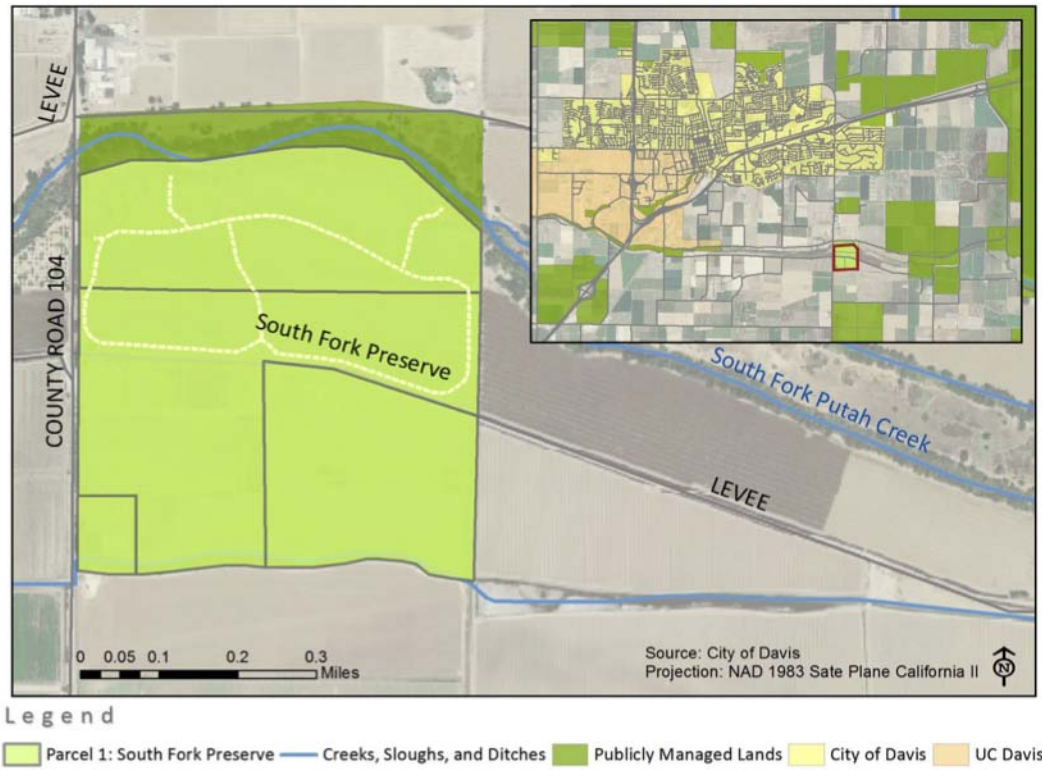 LEVEE
COUNTY ROAD 104
South Fork Preserve
South Fork Putah Creek
LEVEE
0 0.05 0.1 0.2 0.3
Miles
Source: City of Davis
Projection: NAD 1983 Sate Plane California II
N
Legend
Parcel 1: South Fork Preserve Creeks, Sloughs, and Ditches Publicly Managed Lands City of Davis UC Davis